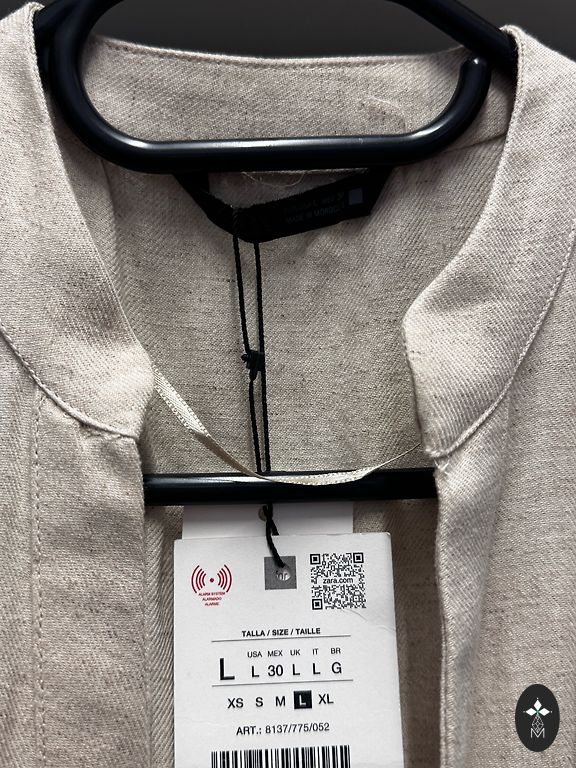 MADE IN MOROCCO
ALARM SYSTEM
ALARMADO
ALARME
zara.com
TALLA / SIZE / TAILLE
USA MEX UK IT BR
L L 30 L L G
XS S M L XL
ART.: 8137/775/052
M